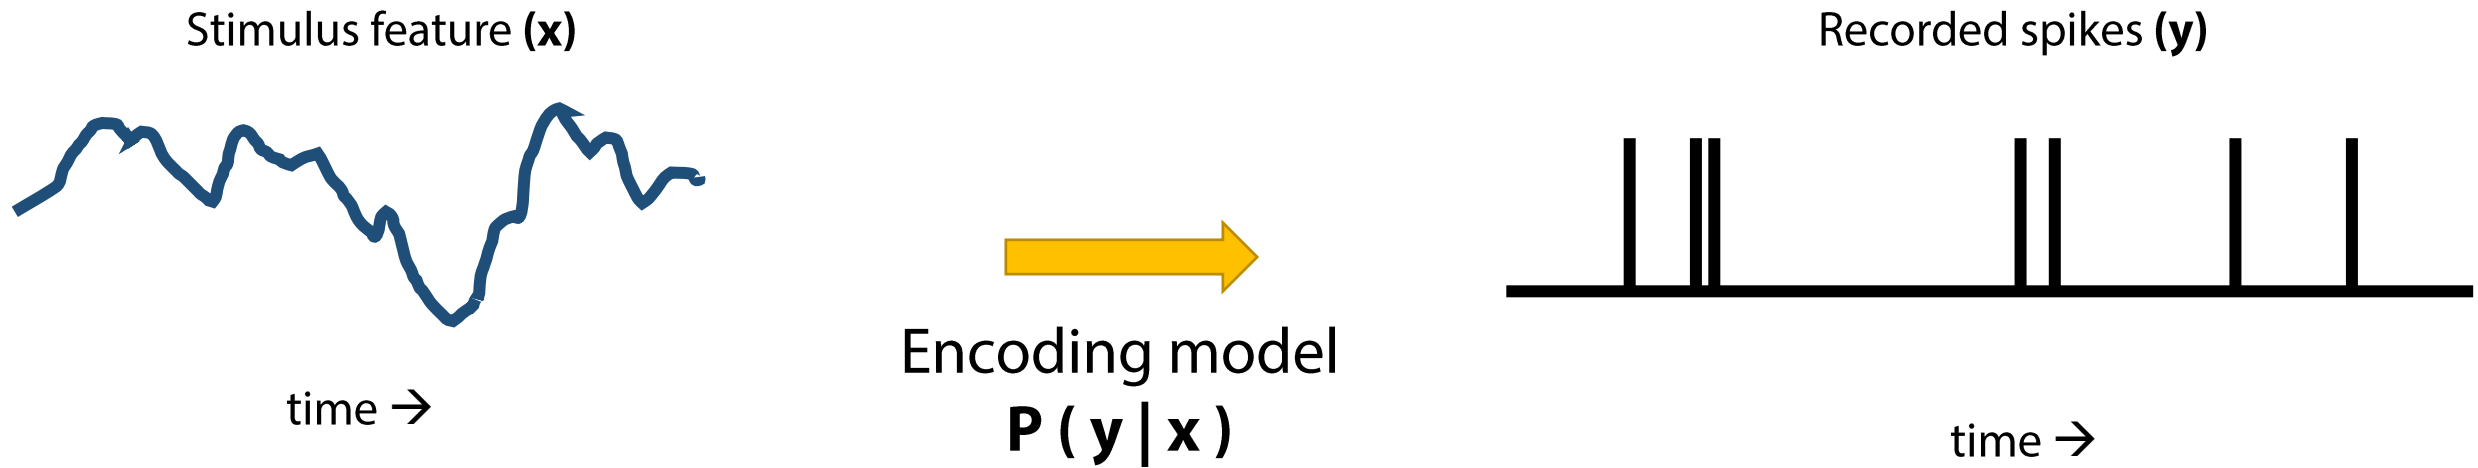 Stimulus feature (x)
time →
Encoding model
P ( y | x )
Recorded spikes (y)
time →